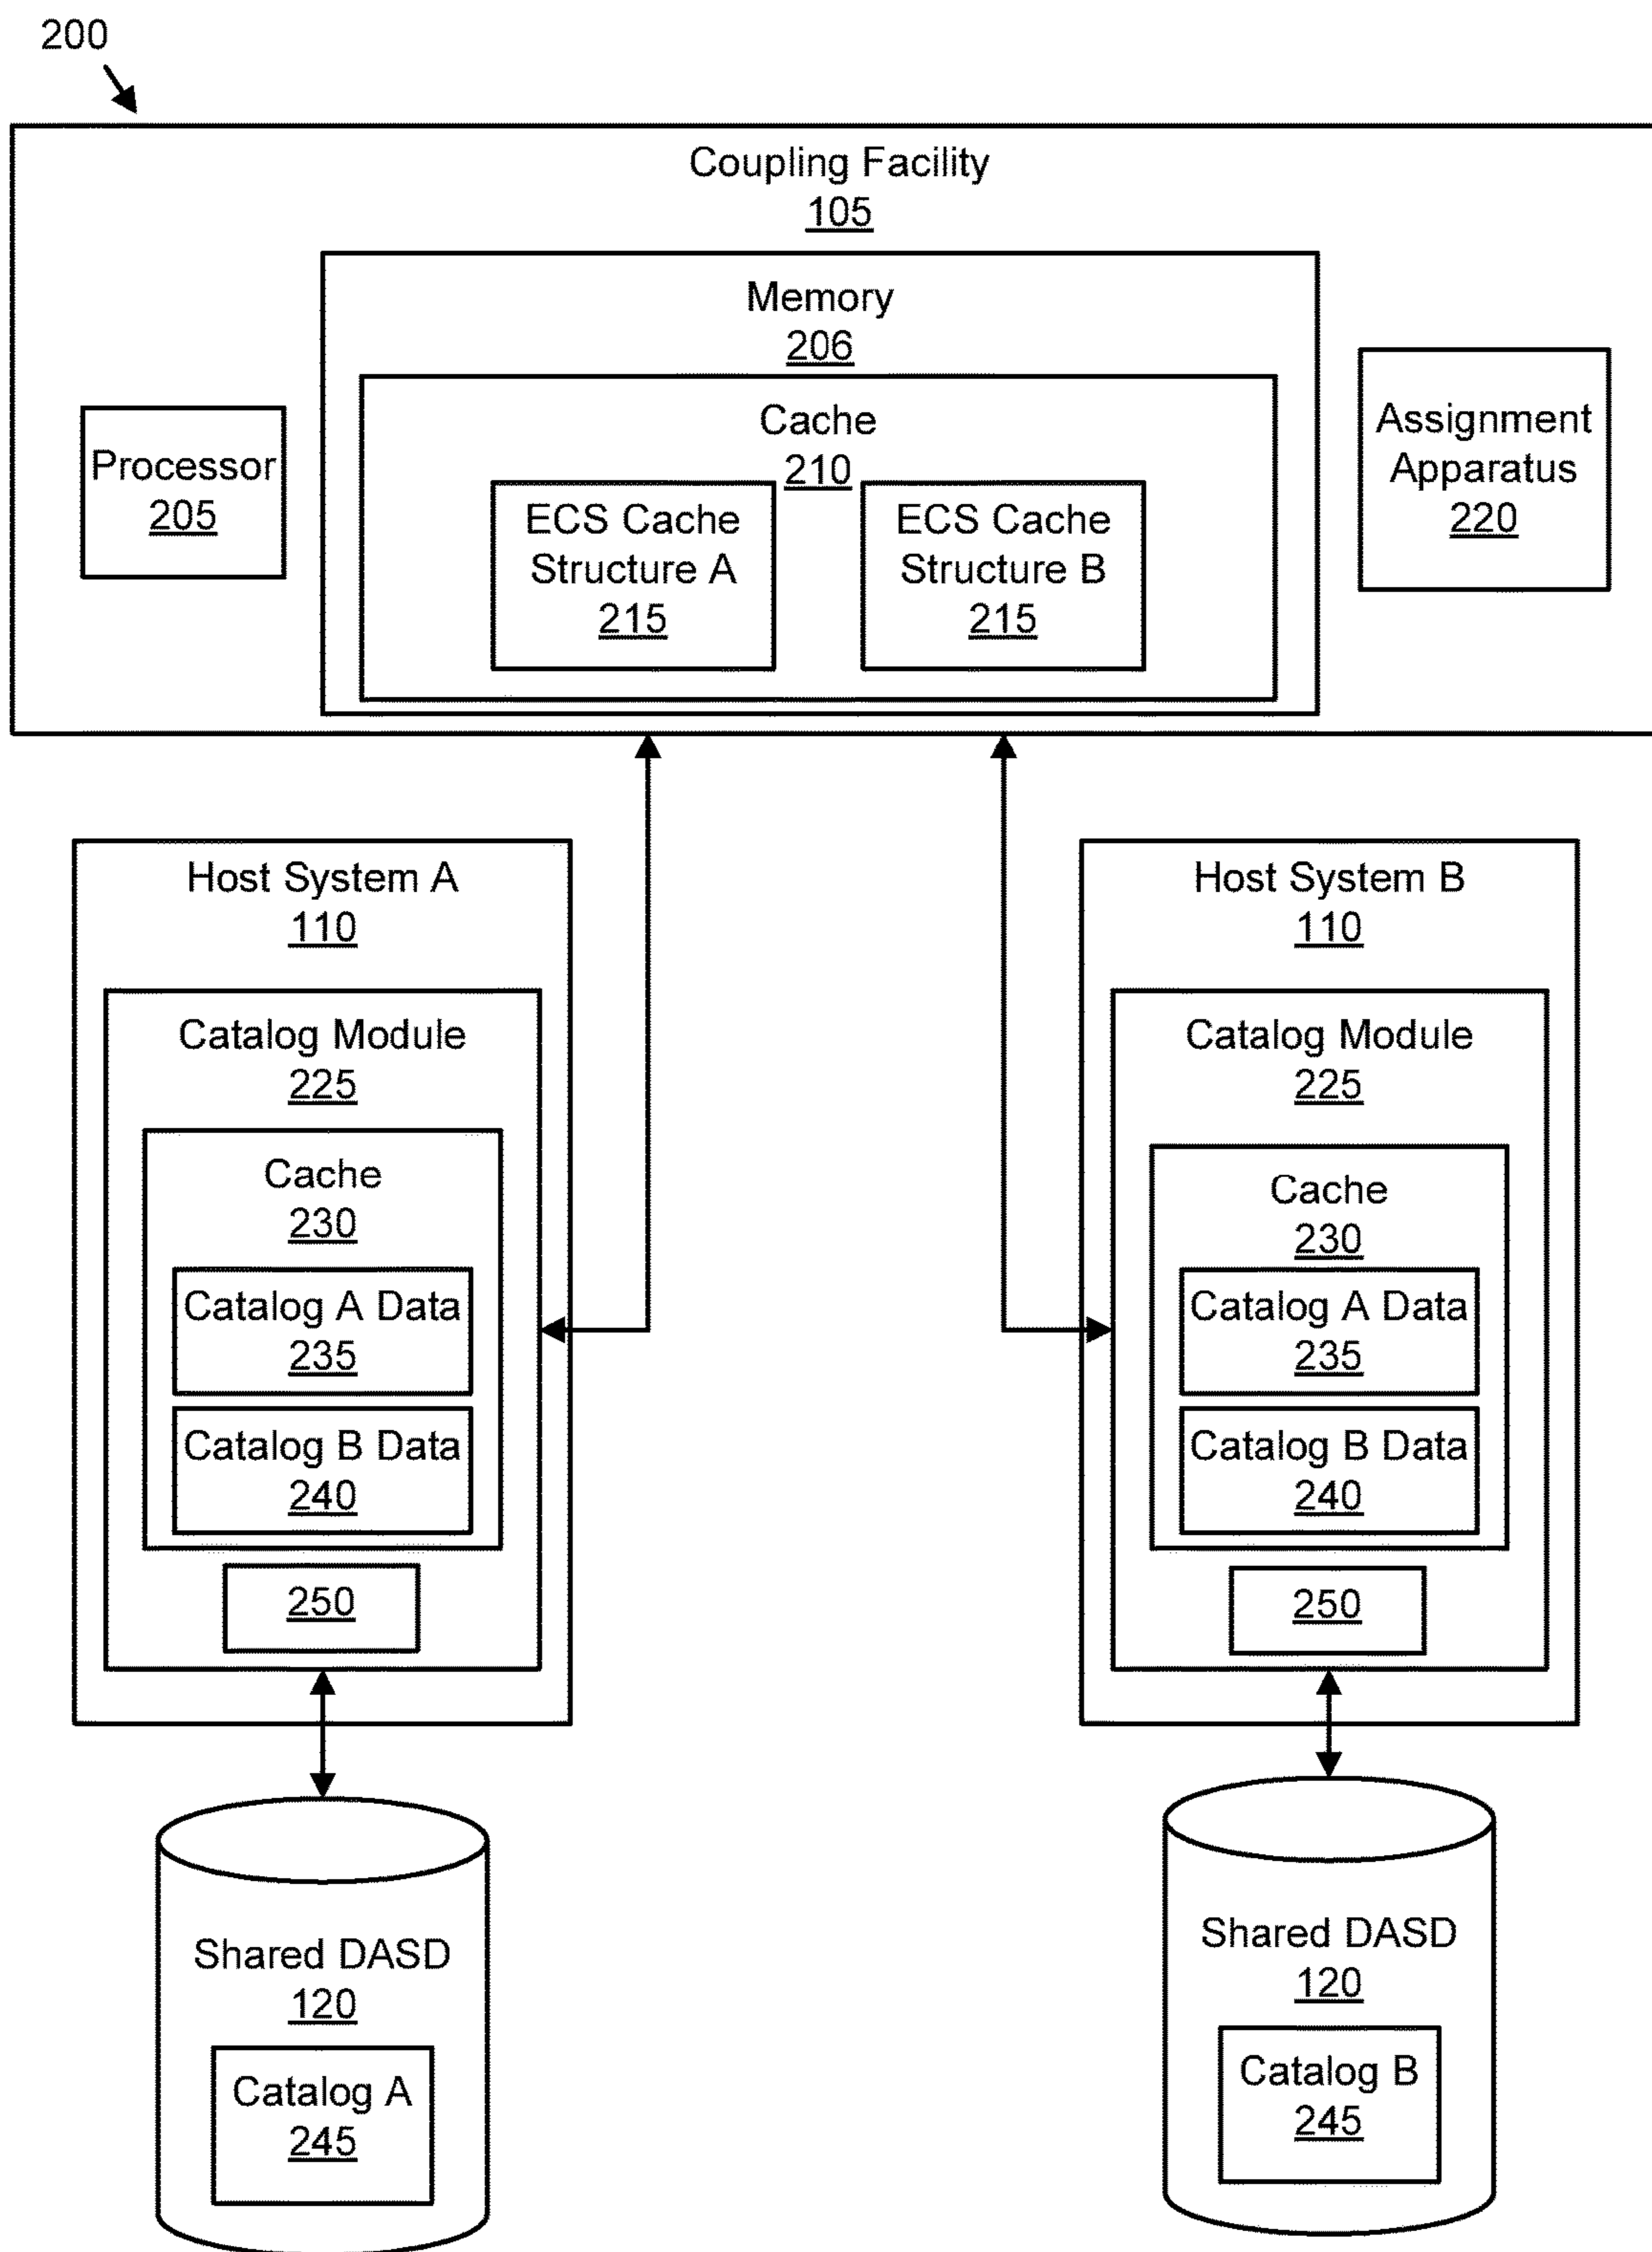 200
Coupling Facility
105
Memory
206
Cache
210
Processor
205
ECS Cache
Structure A
215
ECS Cache
Structure B
215
Assignment
Apparatus
220
Host System A
110
Catalog Module
225
Cache
230
Catalog A Data
235
Catalog B Data
240
250
Shared DASD
120
Catalog A
245
Host System B
110
Catalog Module
225
Cache
230
Catalog A Data
235
Catalog B Data
240
250
Shared DASD
120
Catalog B
245